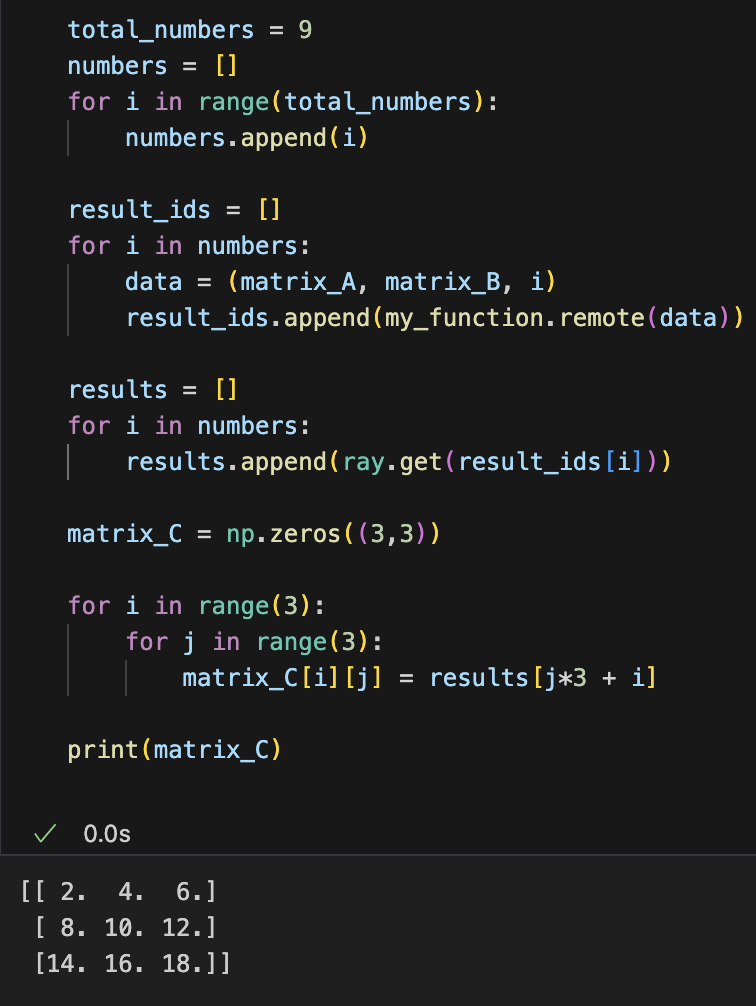 total_numbers = 9
numbers = []
for i in range(total_numbers):
    numbers.append(i)

result_ids = []
for i in numbers:
    data = (matrix_A, matrix_B, i)
    result_ids.append(my_function.remote(data))

results = []
for i in numbers:
    results.append(ray.get(result_ids[i]))

matrix_C = np.zeros((3,3))

for i in range(3):
    for j in range(3):
        matrix_C[i][j] = results[j*3 + i]

print(matrix_C)

✓ 0.0s
[[ 2.  4.  6.]
 [ 8. 10. 12.]
 [14. 16. 18.]]